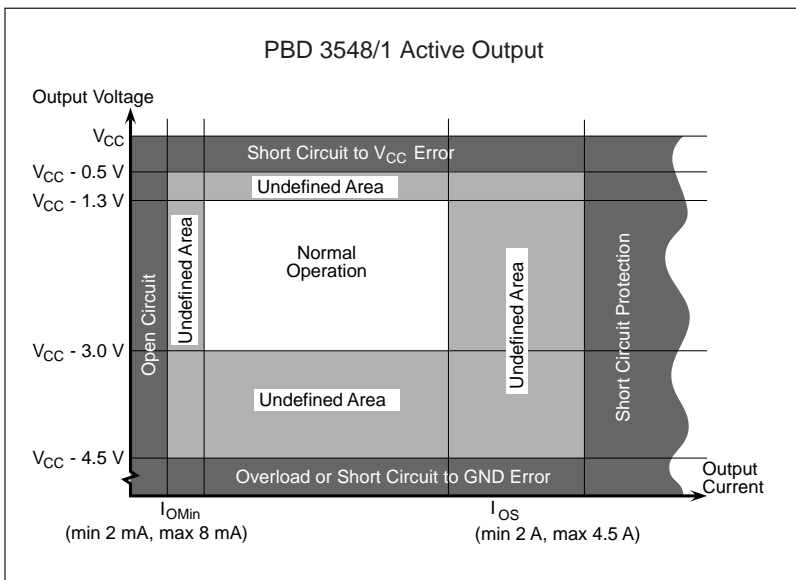 PBD 3548/1 Active Output
Output Voltage
VCC
Short Circuit to VCC Error
VCC - 0.5 V
Undefined Area
VCC - 1.3 V
Normal
Operation
Open Circuit
Undefined Area
Undefined Area
Short Circuit Protection
VCC - 3.0 V
Undefined Area
VCC - 4.5 V
Overload or Short Circuit to GND Error
Output
Current
IOMin
(min 2 mA, max 8 mA)
IOS
(min 2 A, max 4.5 A)